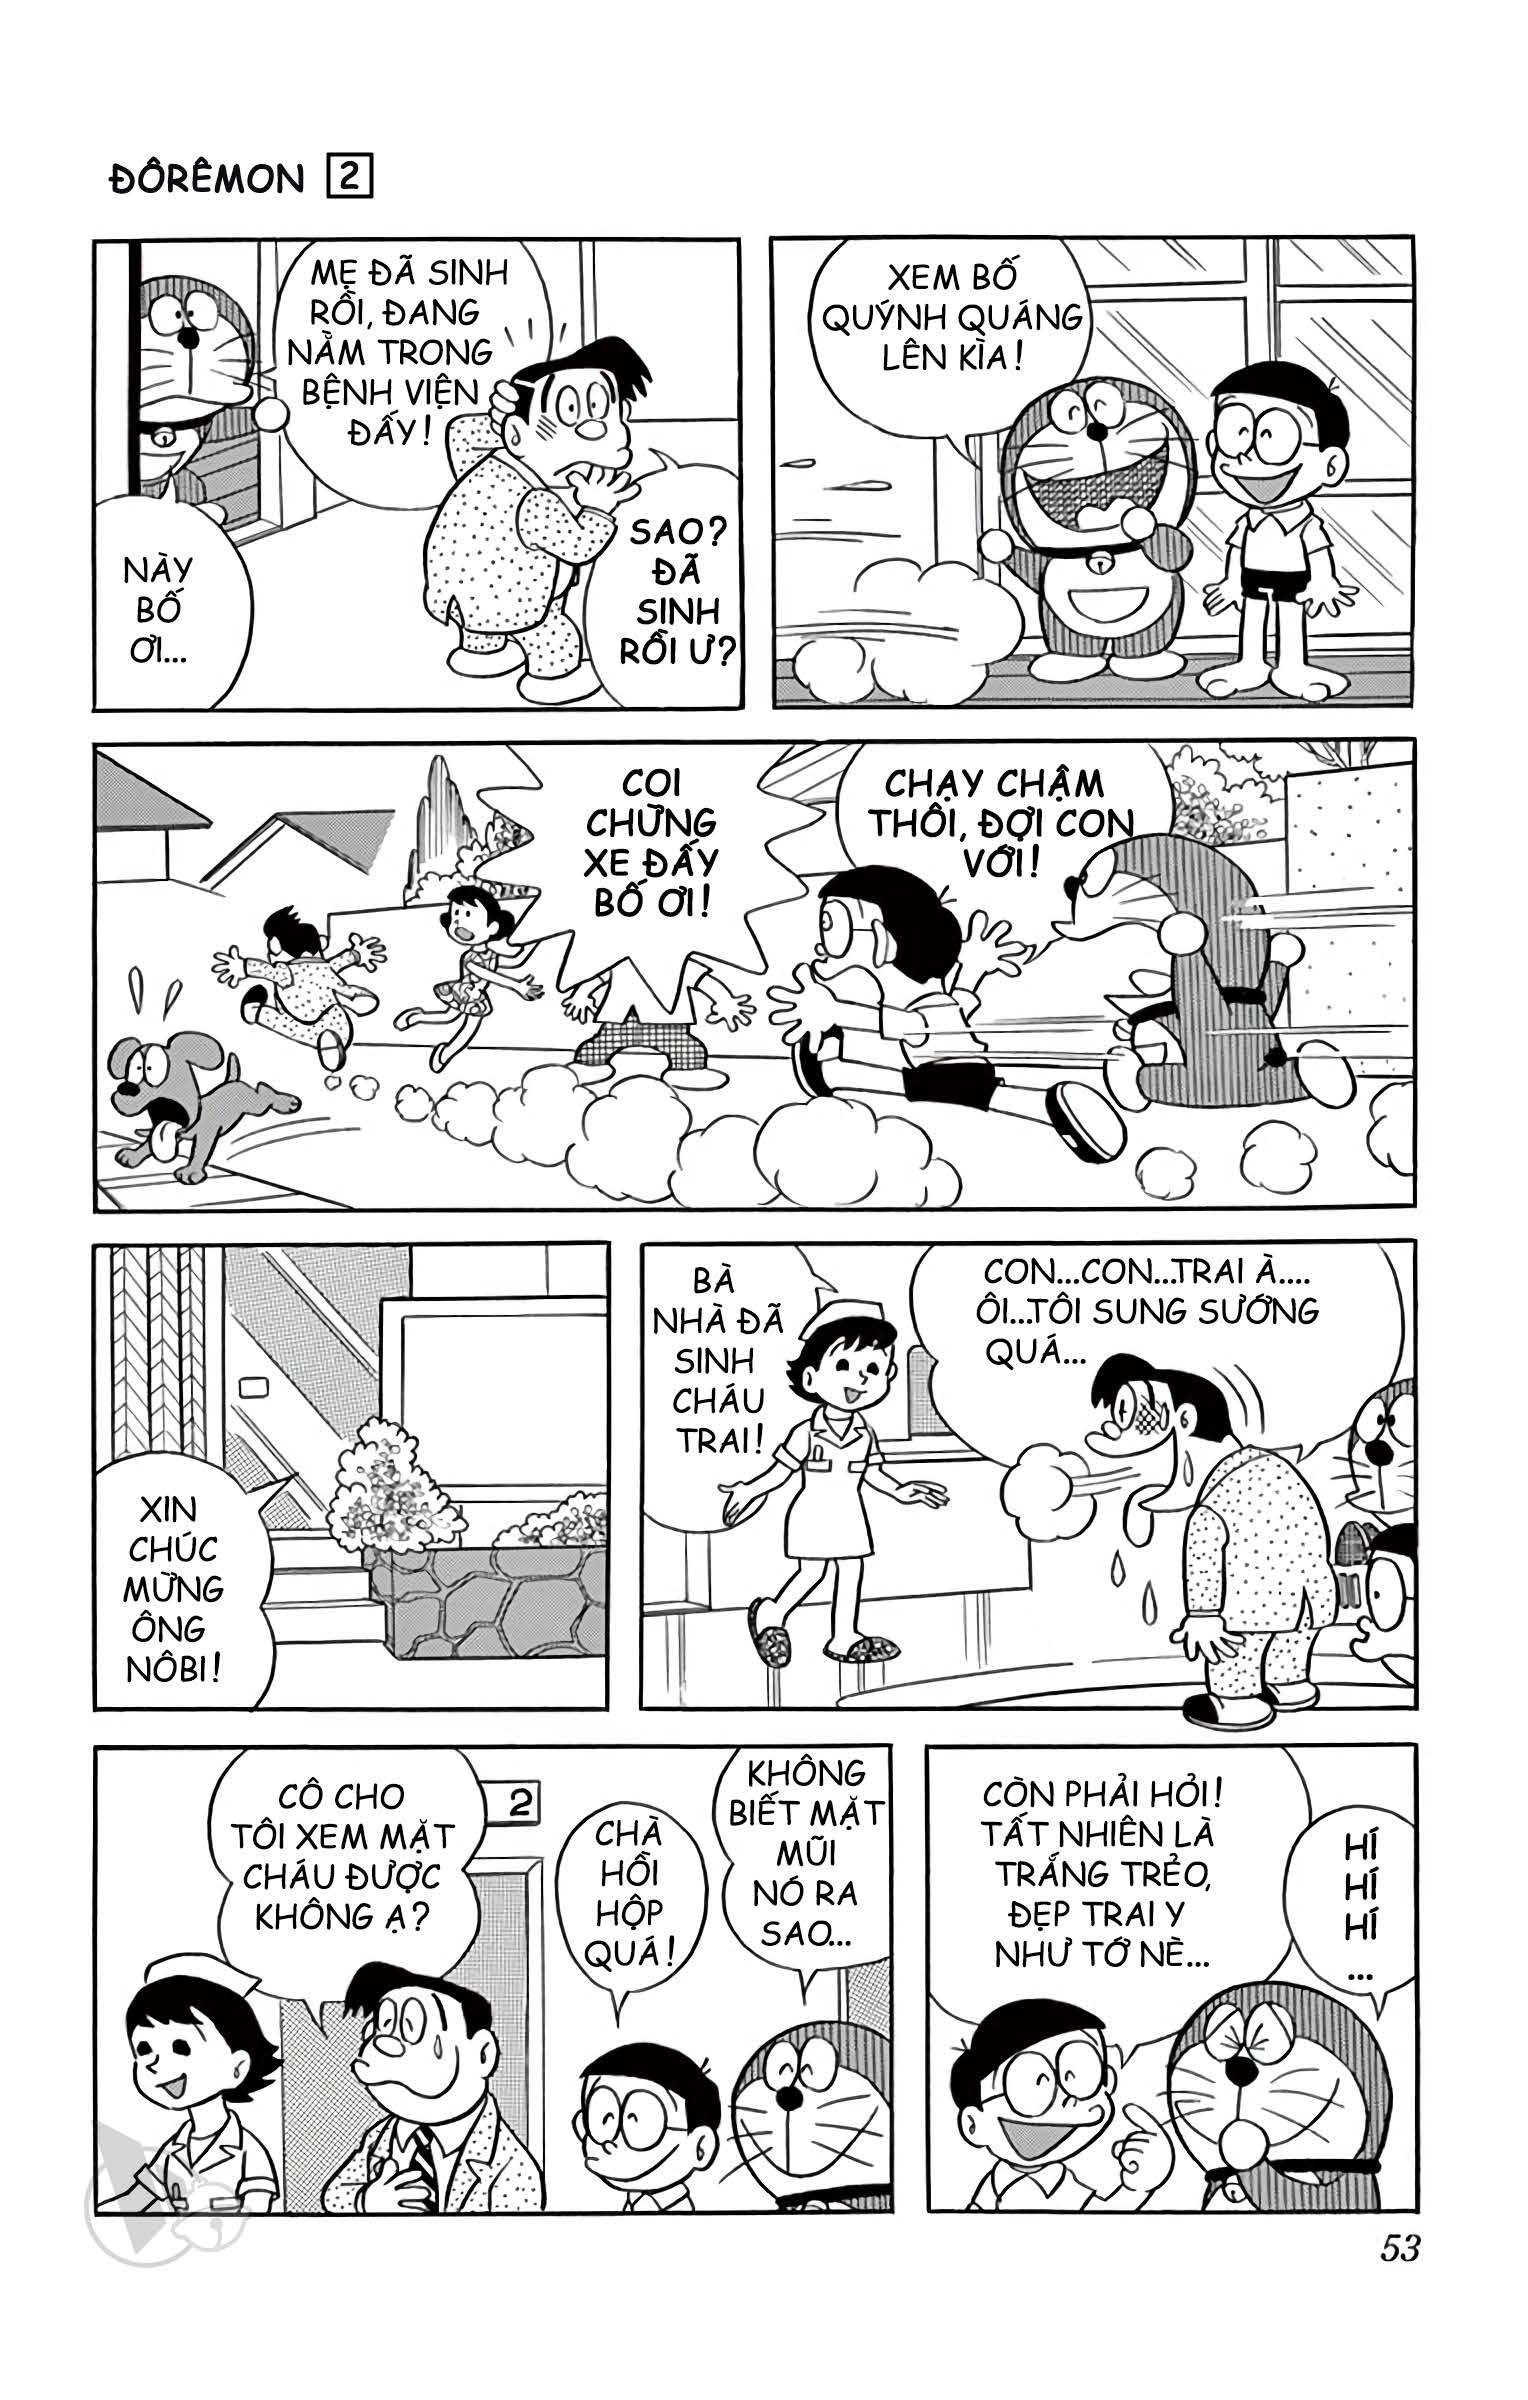 ĐÔRÊMON 2
MẸ ĐÃ SINH
RỒI, ĐANG
NẰM TRONG
BỆNH VIỆN
ĐẤY!
NÀY
BỐ
ƠI...
SAO?
ĐÃ
SINH
RỒI Ư?
XEM BỐ
QUÝNH QUÁNG
LÊN KÌA!
COI
CHỪNG
XE ĐẤY
BỐ ƠI!
CHẠY CHẬM
THÔI, ĐỢI CON
VỚI!
XIN
CHÚC
MỪNG
ÔNG
NÔBI!
BÀ
NHÀ ĐÃ
SINH
CHÁU
TRAI!
CON...CON...TRAI À....
ÔI...TÔI SUNG SƯỚNG
QUÁ...
CÔ CHO
TÔI XEM MẶT
CHÁU ĐƯỢC
KHÔNG Ạ?
2
CHÀ
HỒI
HỘP
QUÁ!
KHÔNG
BIẾT MẶT
MŨI
NÓ RA
SAO...
CÒN PHẢI HỎI!
TẤT NHIÊN LÀ
TRẮNG TRẺO,
ĐẸP TRAI Y
NHƯ TỚ NÈ...
HÍ
HÍ
HÍ
...
53